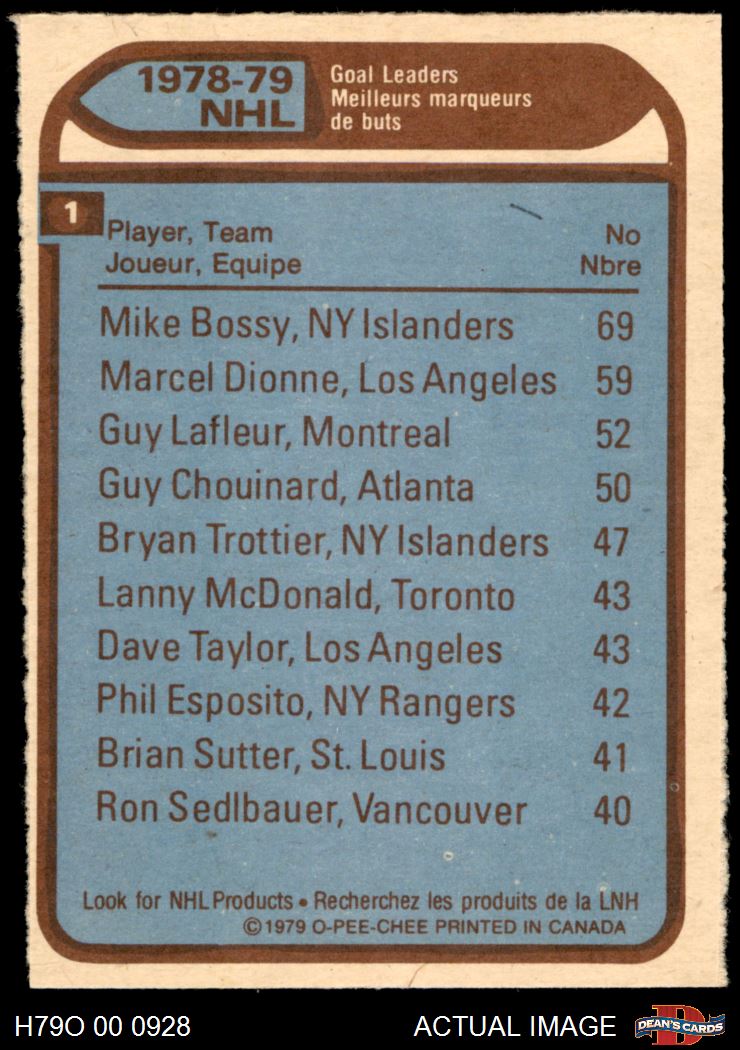 1978-79
NHL
Goal Leaders
Meilleurs marqueurs
de buts
1
Player, Team No
Joueur, Equipe Nbre
Mike Bossy, NY Islanders 69
Marcel Dionne, Los Angeles 59
Guy Lafleur, Montreal 52
Guy Chouinard, Atlanta 50
Bryan Trottier, NY Islanders 47
Lanny McDonald, Toronto 43
Dave Taylor, Los Angeles 43
Phil Esposito, NY Rangers 42
Brian Sutter, St. Louis 41
Ron Sedlbauer, Vancouver 40
Look for NHL Products • Recherchez les produits de la LNH
© 1979 O-PEE-CHEE PRINTED IN CANADA
H79O 00 0928 ACTUAL IMAGE D DEAN'S CARDS